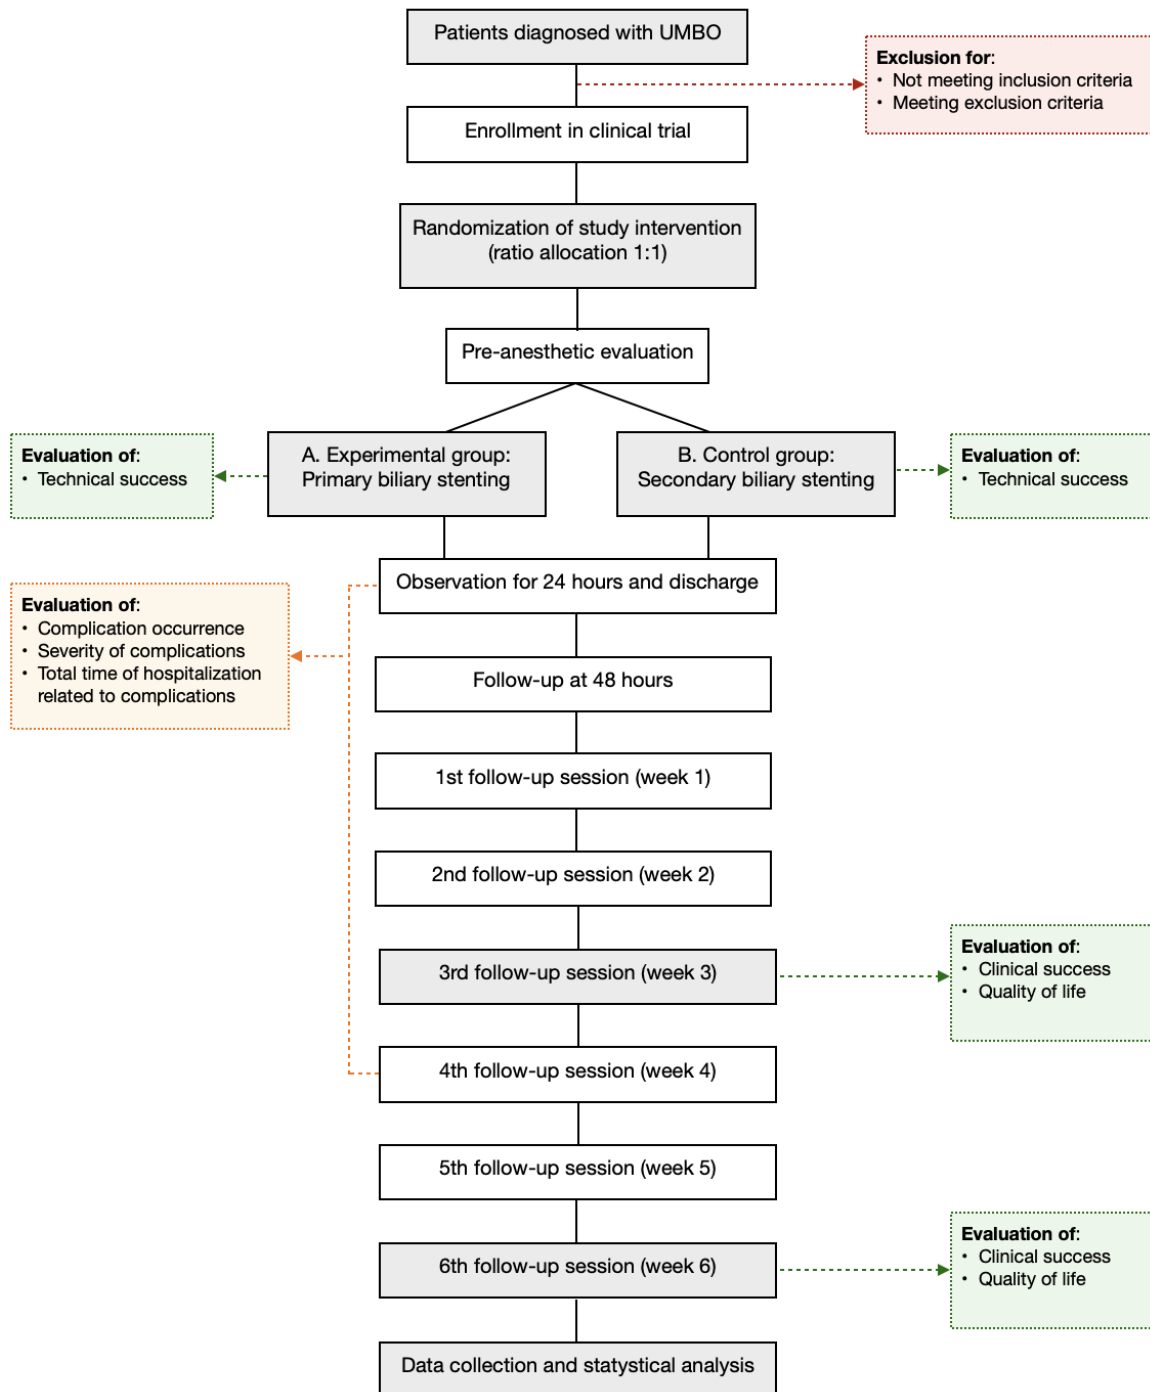 Patients diagnosed with UMBO
Exclusion for:
• Not meeting inclusion criteria
• Meeting exclusion criteria
Enrollment in clinical trial
Randomization of study intervention
(ratio allocation 1:1)
Pre-anesthetic evaluation
Evaluation of:
• Technical success
A. Experimental group:
Primary biliary stenting
B. Control group:
Secondary biliary stenting
Evaluation of:
• Technical success
Observation for 24 hours and discharge
Evaluation of:
• Complication occurrence
• Severity of complications
• Total time of hospitalization
related to complications
Follow-up at 48 hours
1st follow-up session (week 1)
2nd follow-up session (week 2)
3rd follow-up session (week 3)
Evaluation of:
• Clinical success
• Quality of life
4th follow-up session (week 4)
5th follow-up session (week 5)
6th follow-up session (week 6)
Evaluation of:
• Clinical success
• Quality of life
Data collection and statystical analysis